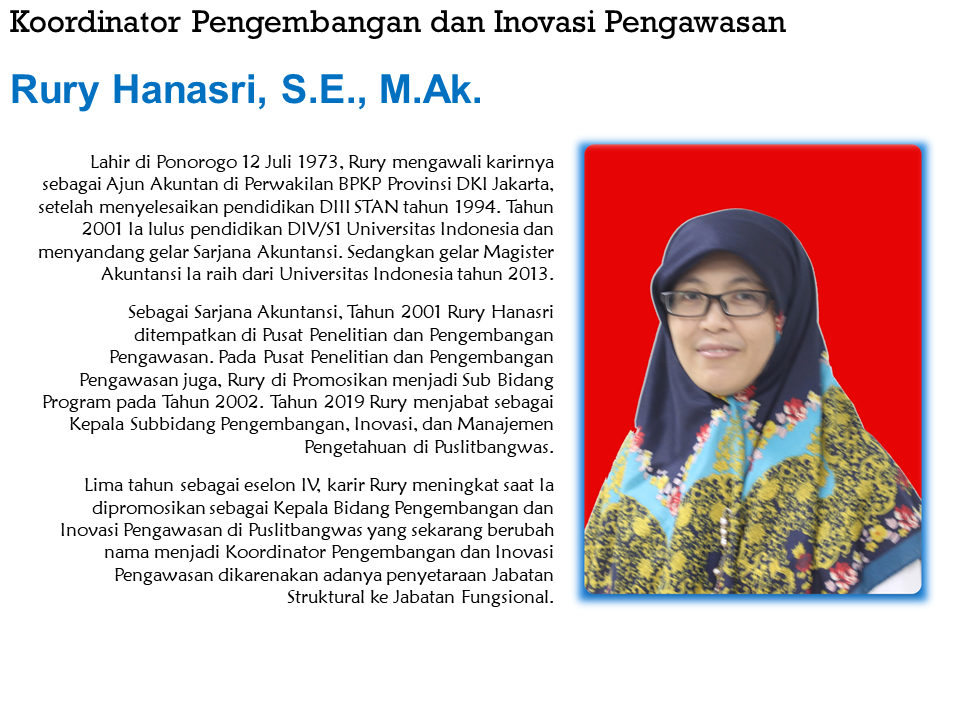 Koordinator Pengembangan dan Inovasi Pengawasan
Rury Hanasri, S.E., M.Ak.
Lahir di Ponorogo 12 Juli 1973, Rury mengawali karirnya
sebagai Ajun Akuntan di Perwakilan BPKP Provinsi DKI Jakarta,
setelah menyelesaikan pendidikan DIII STAN tahun 1994. Tahun
2001 Ia lulus pendidikan DIV/S1 Universitas Indonesia dan
menyandang gelar Sarjana Akuntansi. Sedangkan gelar Magister
Akuntansi Ia raih dari Universitas Indonesia tahun 2013.
Sebagai Sarjana Akuntansi, Tahun 2001 Rury Hanasri
ditempatkan di Pusat Penelitian dan Pengembangan
Pengawasan. Pada Pusat Penelitian dan Pengembangan
Pengawasan juga, Rury di Promosikan menjadi Sub Bidang
Program pada Tahun 2002. Tahun 2019 Rury menjabat sebagai
Kepala Subbidang Pengembangan, Inovasi, dan Manajemen
Pengetahuan di Puslitbangwas.
Lima tahun sebagai eselon IV, karir Rury meningkat saat Ia
dipromosikan sebagai Kepala Bidang Pengembangan dan
Inovasi Pengawasan di Puslitbangwas yang sekarang berubah
nama menjadi Koordinator Pengembangan dan Inovasi
Pengawasan dikarenakan adanya penyetaraan Jabatan
Struktural ke Jabatan Fungsional.